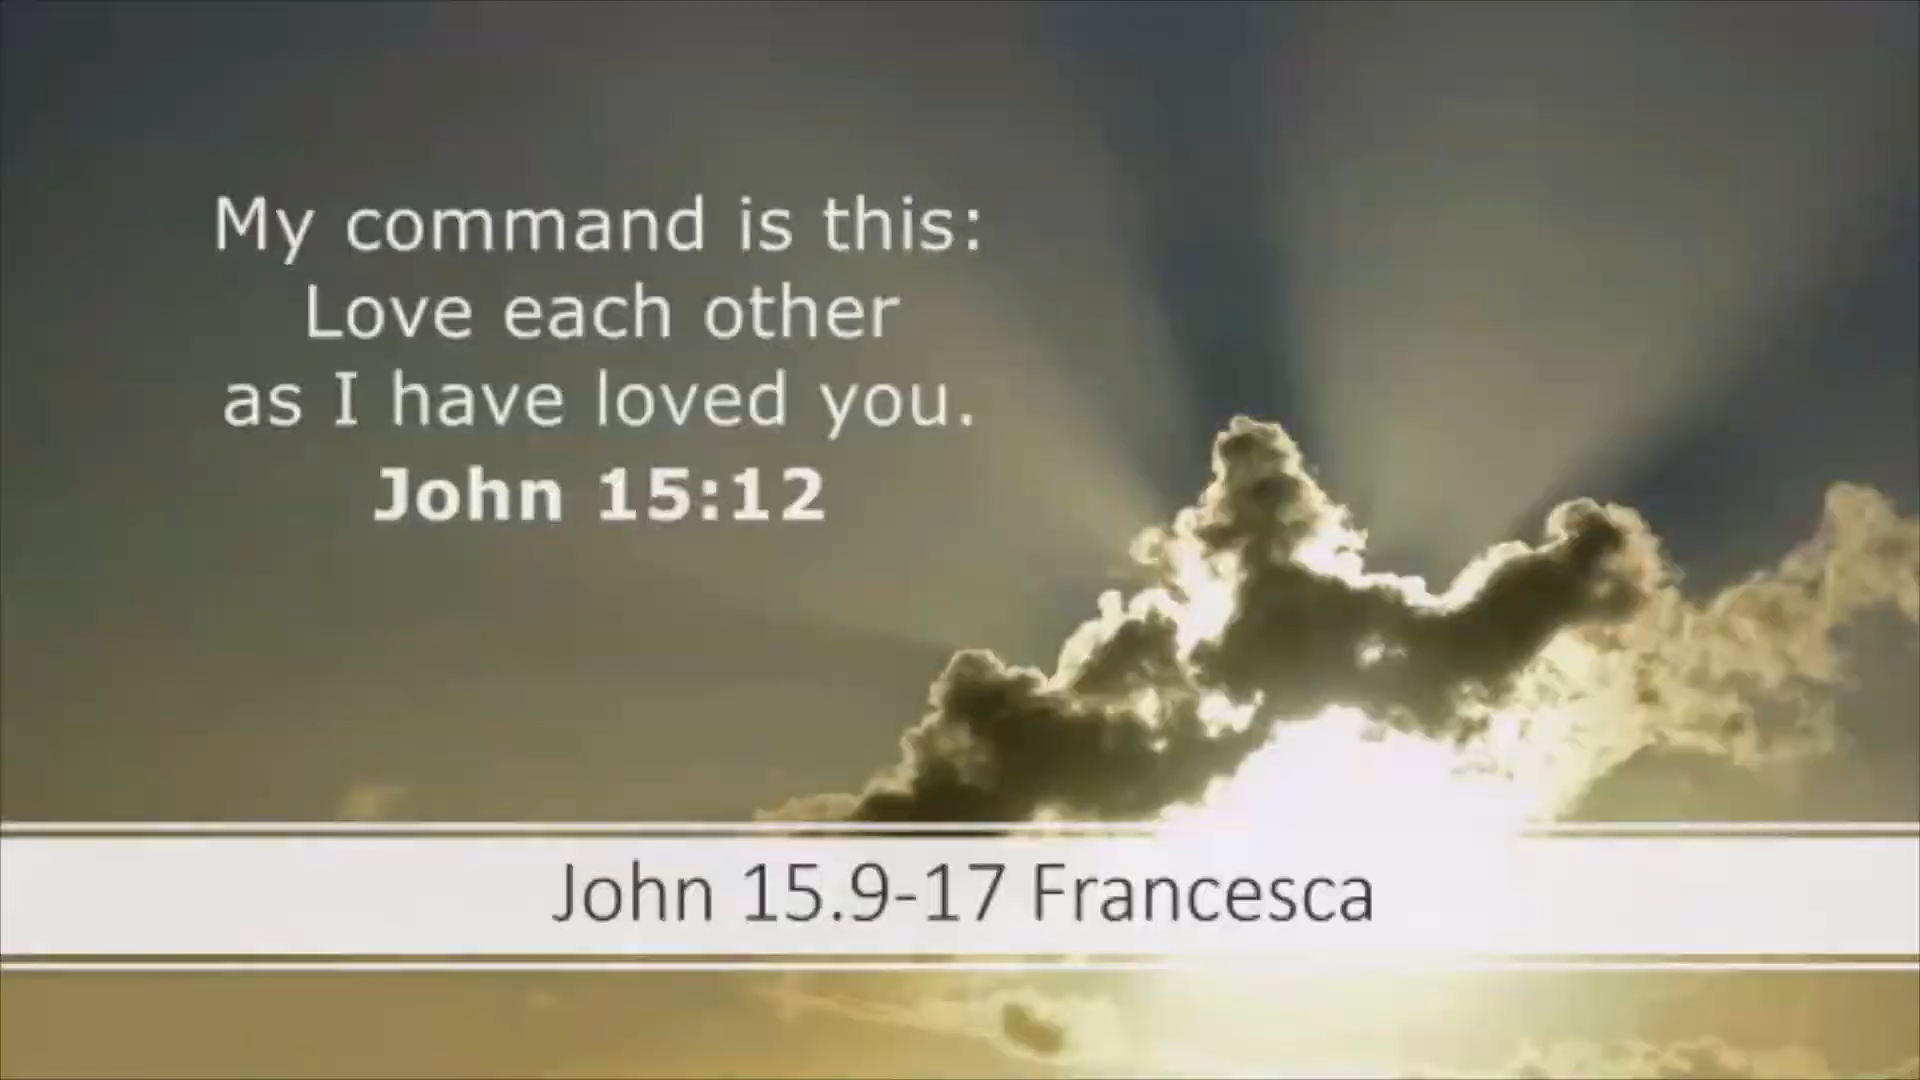 My command is this:
Love each other
as I have loved you.
John 15:12
John 15.9-17 Francesca